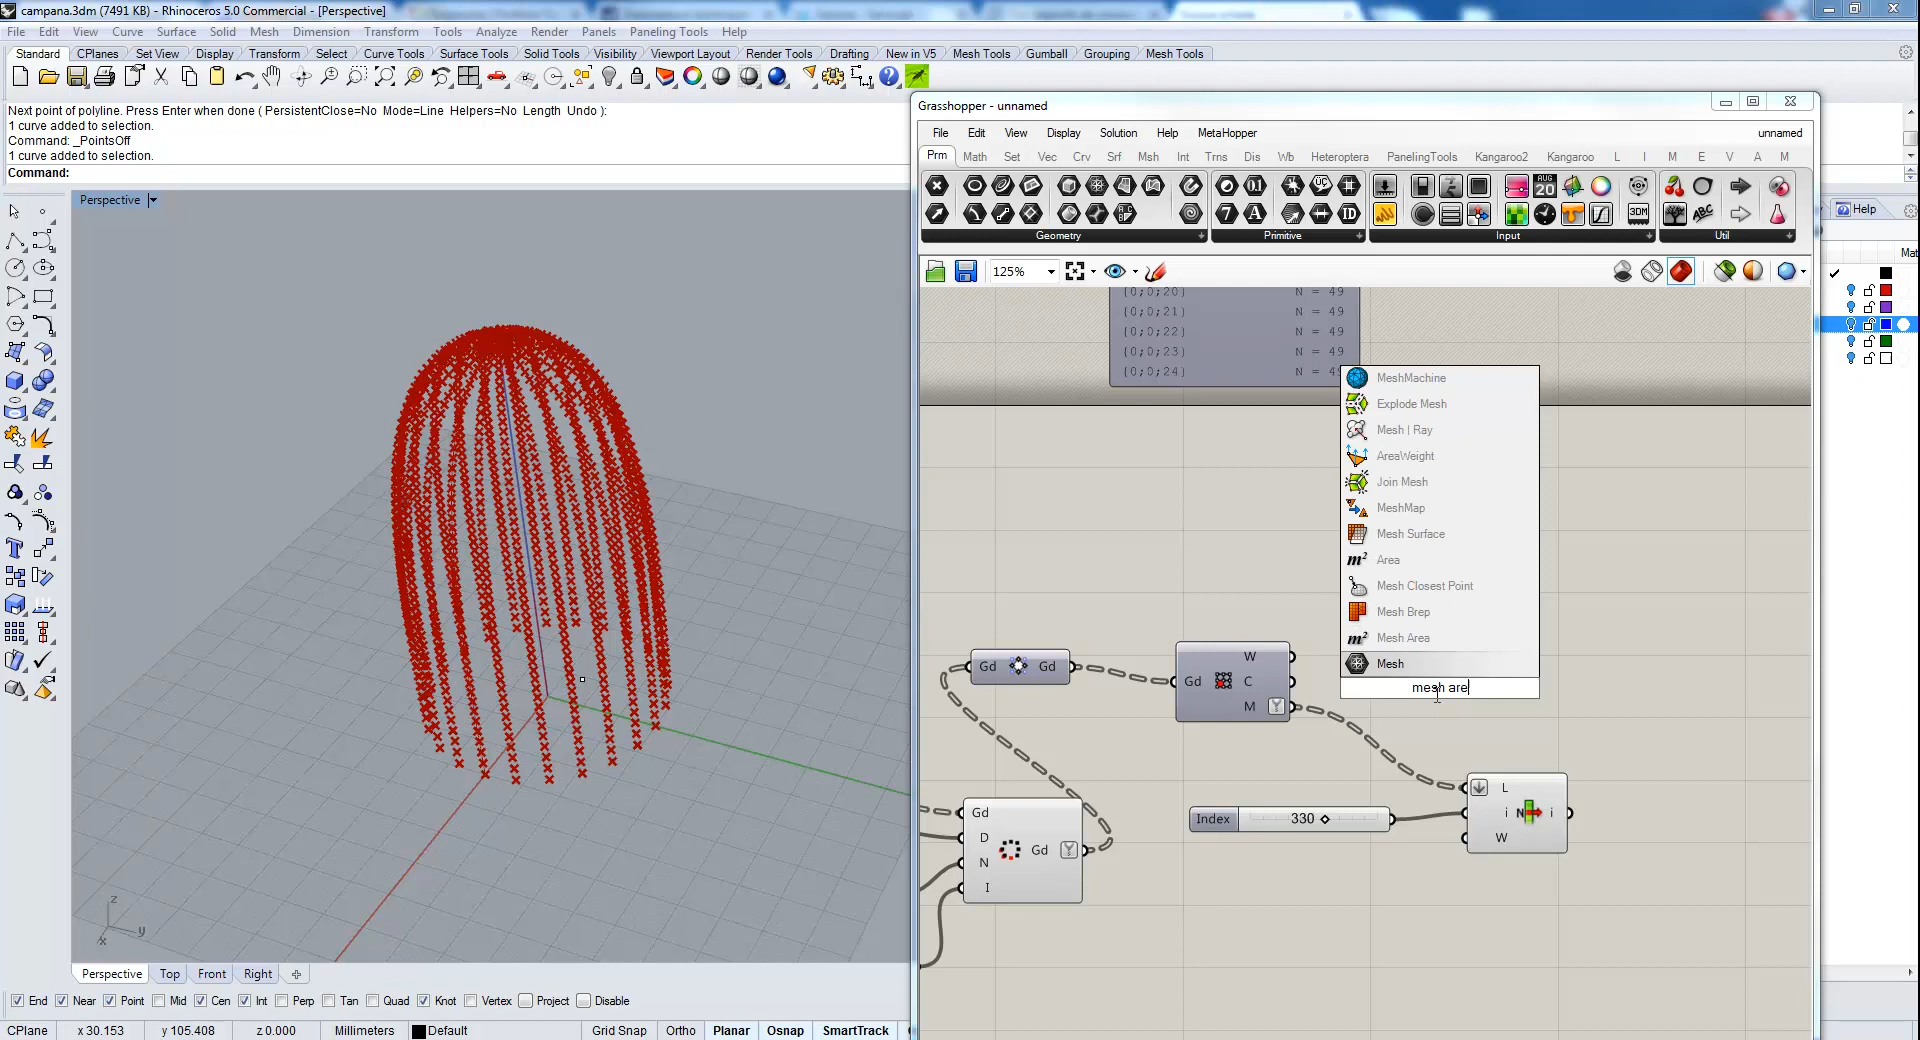 campana.3dm (7491 KB) - Rhinoceros 5.0 Commercial - [Perspective]
File Edit View Curve Surface Solid Mesh Dimension Transform Tools Analyze Render Panels Paneling Tools Help
Standard CPlanes Set View Display Transform Select Curve Tools Surface Tools Solid Tools Visibility Viewport Layout Render Tools Drafting New in V5 Mesh Tools Gumball Grouping Mesh Tools
Next point of polyline. Press Enter when done ( PersistentClose=No Mode=Line Helpers=No Length Undo ):
1 curve added to selection.
Command: _PointsOff
1 curve added to selection.
Command:
Perspective
Grasshopper - unnamed
File Edit View Display Solution Help MetaHopper unnamed
Prm Math Set Vec Crv Srf Msh Int Trns Dis Wb Heteroptera PanelingTools Kangaroo2 Kangaroo L I M E V A M
Geometry Primitive Input Util
125%
Help
Mat
{0;0;20} N = 49
{0;0;21} N = 49
{0;0;22} N = 49
{0;0;23} N = 49
{0;0;24} N = 49
MeshMachine
Explode Mesh
Mesh | Ray
AreaWeight
Join Mesh
MeshMap
Mesh Surface
m² Area
Mesh Closest Point
Mesh Brep
m² Mesh Area
Mesh
mesh are
Gd Gd
Gd W C M
Gd D N I Gd
Index 330
L i W N i
z
y
x
Perspective Top Front Right
End Near Point Mid Cen Int Perp Tan Quad Knot Vertex Project Disable
CPlane x 30.153 y 105.408 z 0.000 Millimeters Default Grid Snap Ortho Planar Osnap SmartTrack